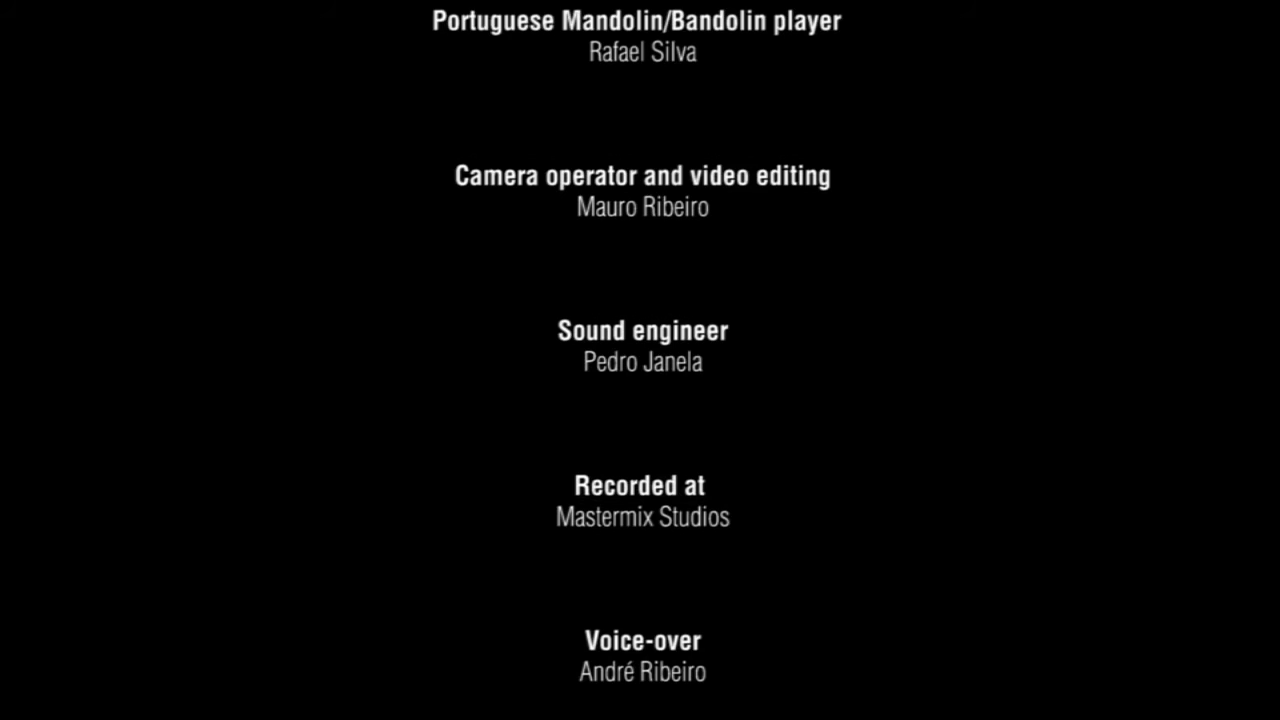 Portuguese Mandolin/Bandolin player
Rafael Silva
Camera operator and video editing
Mauro Ribeiro
Sound engineer
Pedro Janela
Recorded at
Mastermix Studios
Voice-over
André Ribeiro